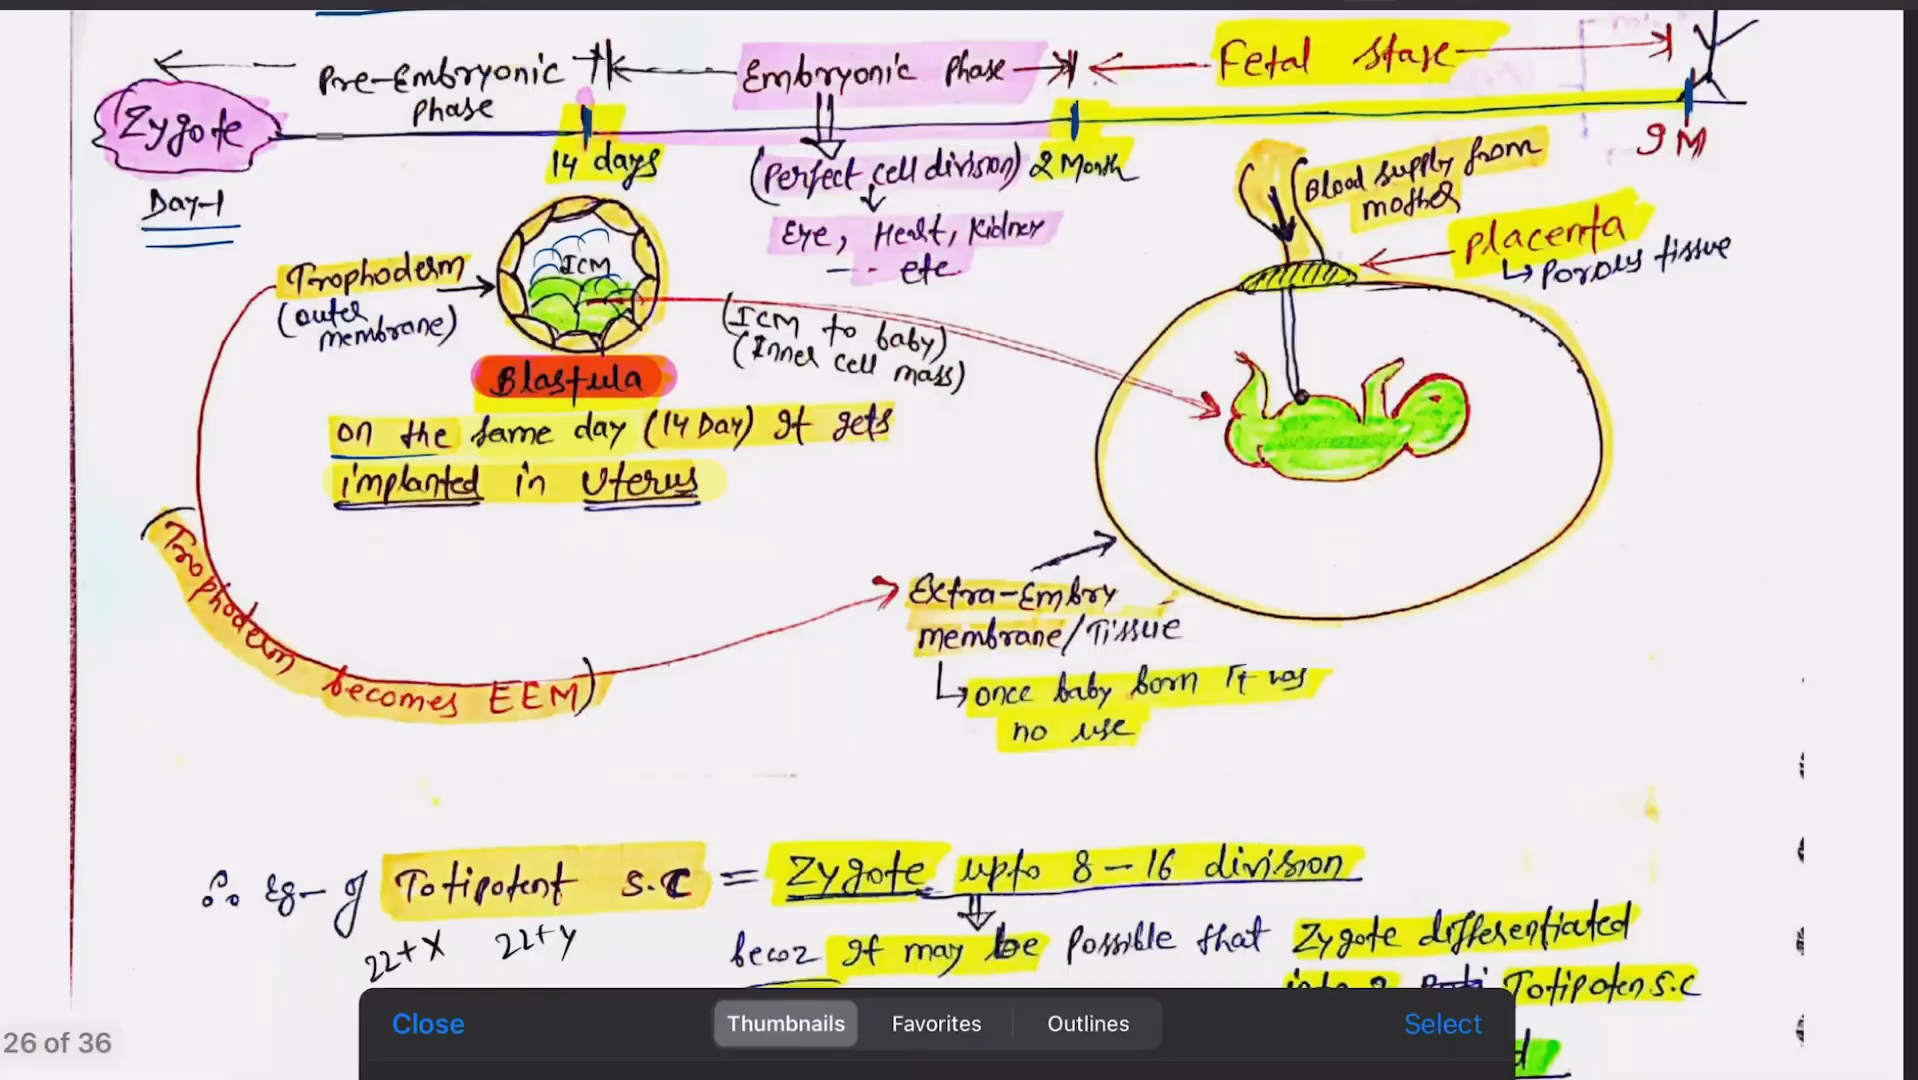 Pre-Embryonic phase
Embryonic phase
Fetal stage
Zygote
Day-1
14 days
(Perfect cell division)
2 Month
9 M
Eye, Heart, Kidney
--- etc
Blood supply from
mother
placenta
↳ porous tissue
Trophoderm
(outer
membrane)
ICM
(ICM to baby)
(Inner cell mass)
Blastula
on the same day (14 Day) It gets
implanted in Uterus
(Trophoderm becomes EEM)
Extra-Embry
membrane/Tissue
↳ once baby born It has
no use
∴ Eg- of Totipotent S.C = Zygote upto 8-16 division
22+X 22+y
becoz It may be possible that Zygote differentiated
Totipoten S.C
Close
Thumbnails
Favorites
Outlines
Select
26 of 36